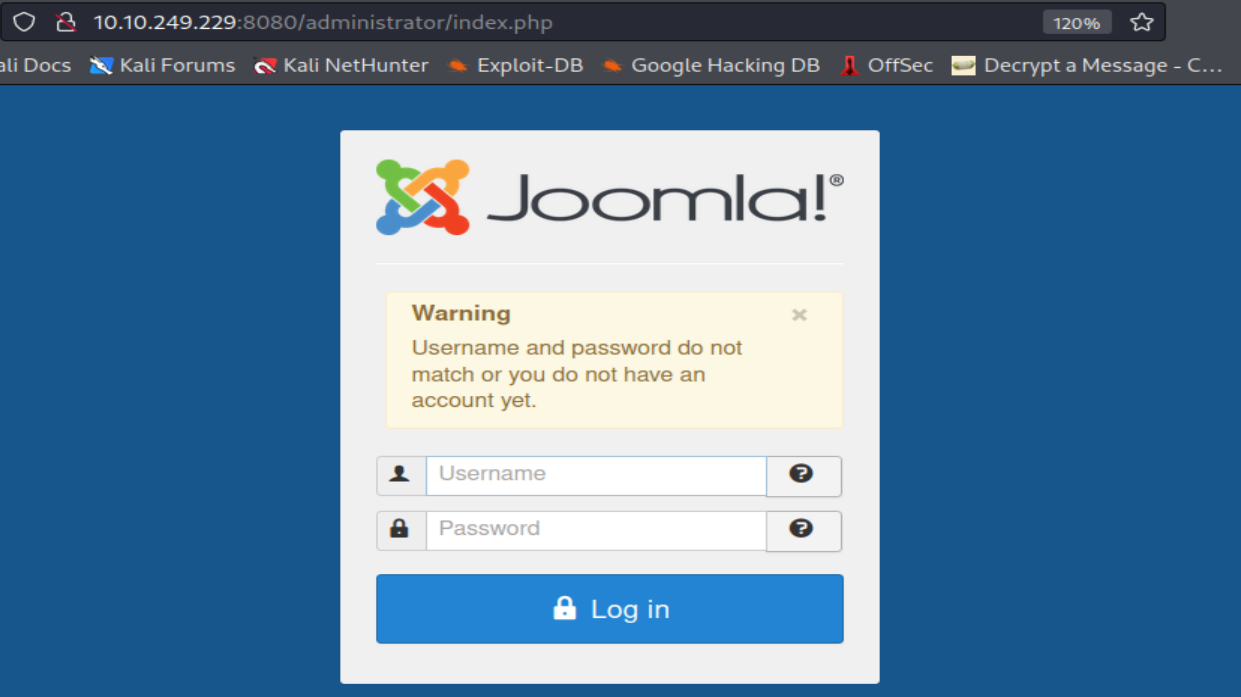 10.10.249.229:8080/administrator/index.php 120%
ali Docs Kali Forums Kali NetHunter Exploit-DB Google Hacking DB OffSec Decrypt a Message - C...
Joomla!®
Warning ×
Username and password do not
match or you do not have an
account yet.
Username
Password
Log in